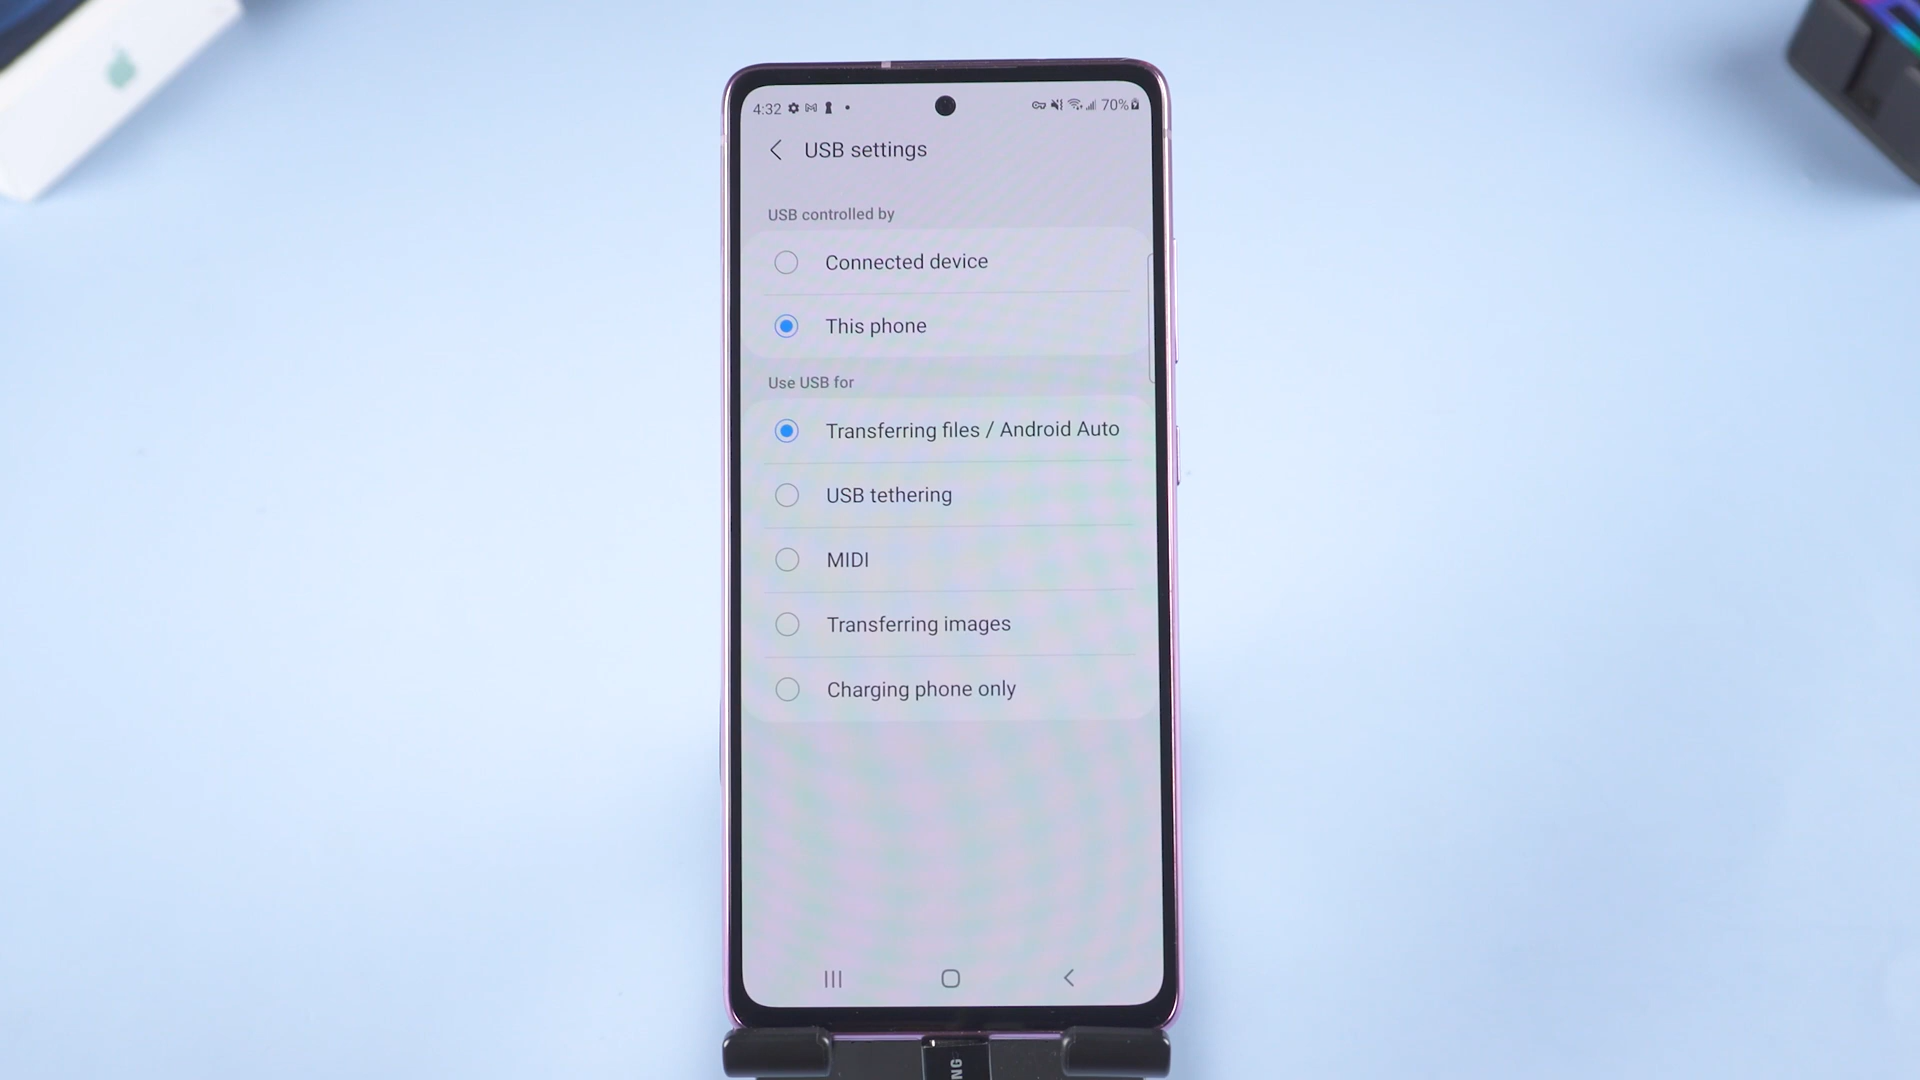 4:32
70%
USB settings
USB controlled by
Connected device
This phone
Use USB for
Transferring files / Android Auto
USB tethering
MIDI
Transferring images
Charging phone only
NG